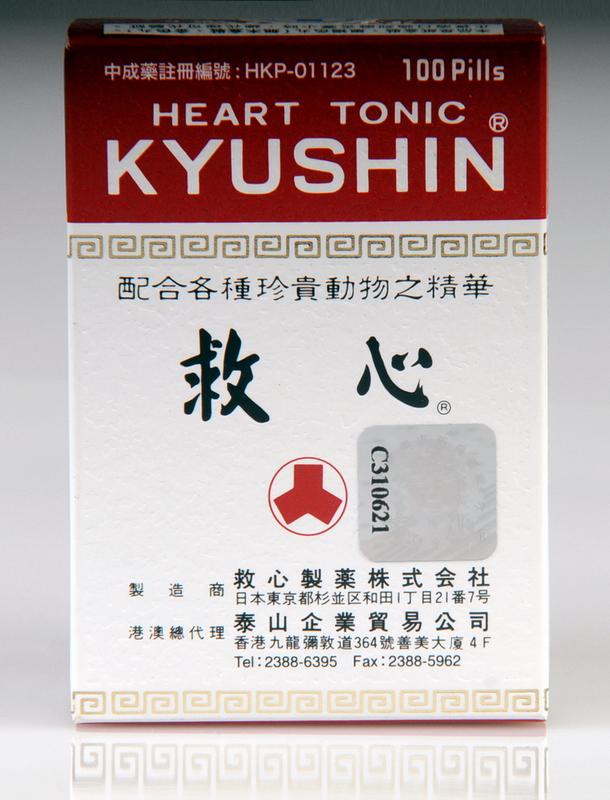 中成藥註冊編號:HKP-01123 100 Pills
HEART TONIC
KYUSHIN®
配合各種珍貴動物之精華
救心®
C310621
製造商 救心製薬株式会社
日本東京都杉並区和田1丁目21番7号
港澳總代理 泰山企業貿易公司
香港九龍彌敦道364號善美大廈4F
Tel:2388-6395 Fax:2388-5962